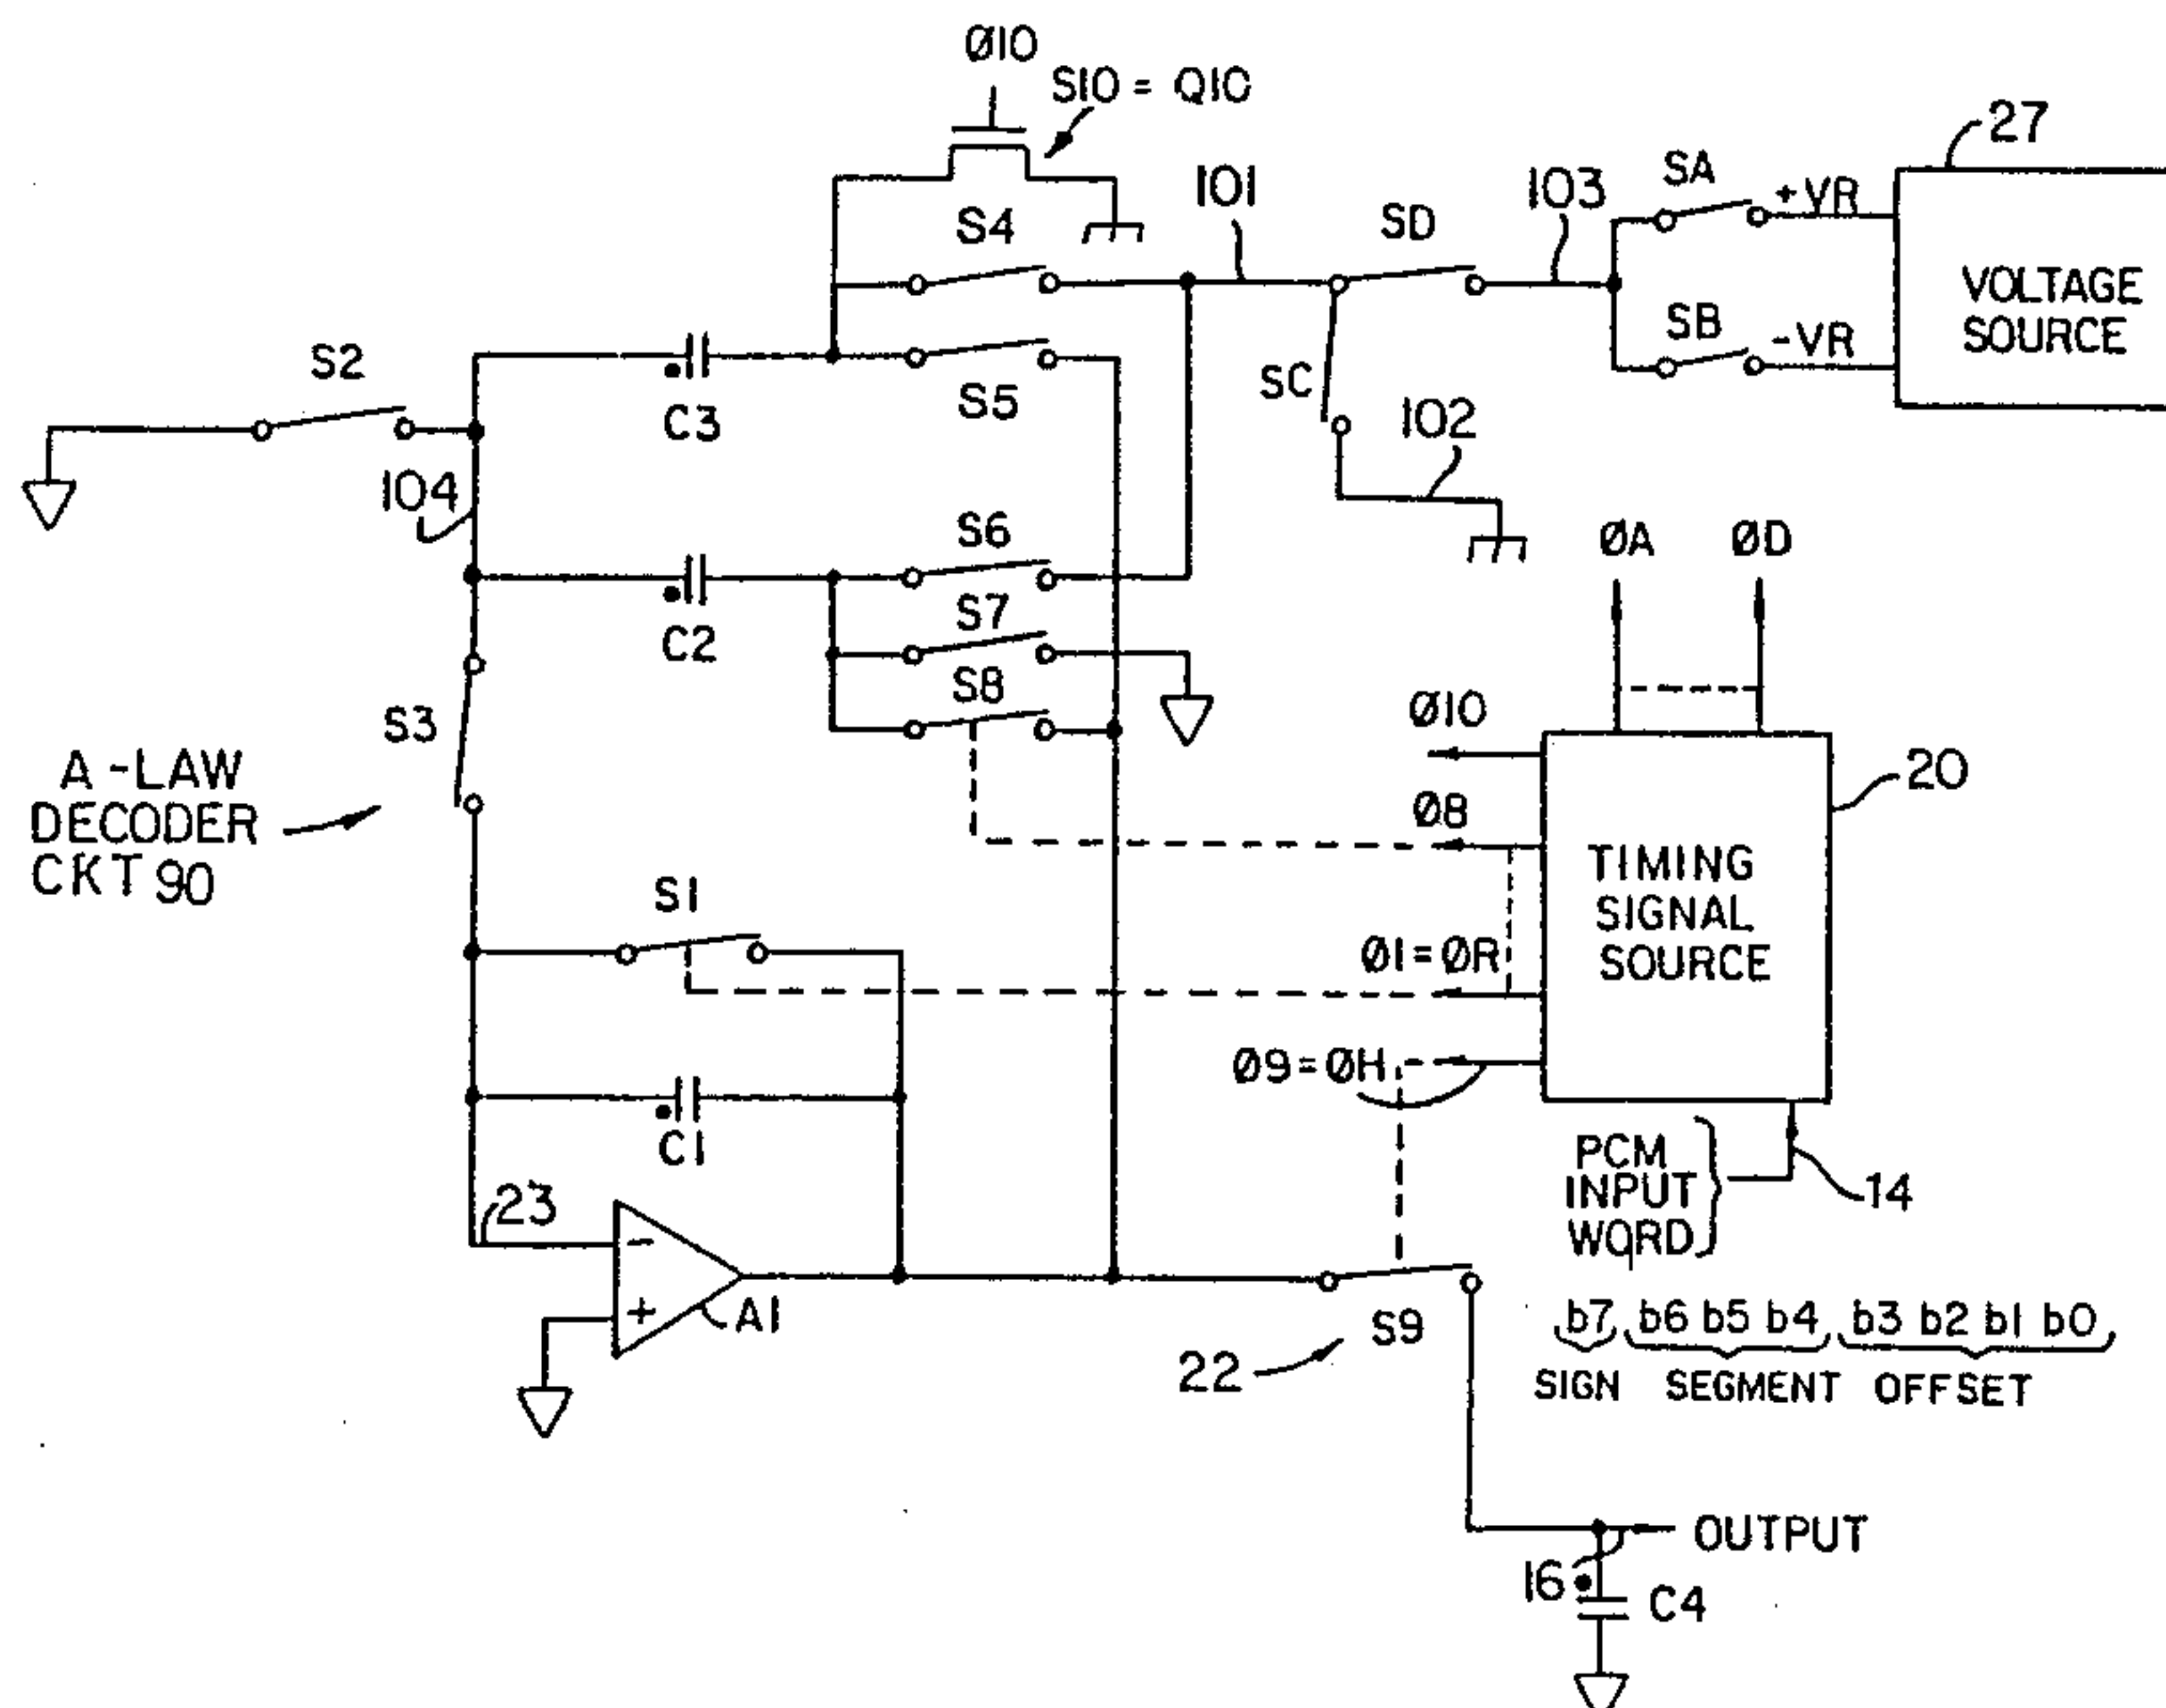 Ø10
S10 = Q10
27
SA
+VR
101
SD
103
S4
VOLTAGE
SOURCE
SB
-VR
S2
SC
S5
C3
102
104
S6
ØA
ØD
S7
C2
S8
Ø10
S3
20
A-LAW
DECODER
CKT 90
Ø8
TIMING
SIGNAL
SOURCE
S1
Ø1=ØR
Ø9=ØH
C1
PCM
INPUT
WORD
14
23
-
+
A1
S9
22
b7 b6 b5 b4 b3 b2 b1 b0
SIGN SEGMENT OFFSET
OUTPUT
16
C4